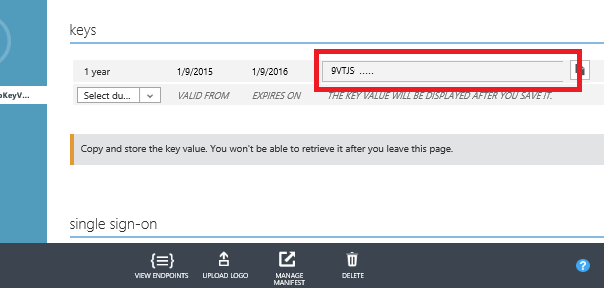 keys
1 year 1/9/2015 1/9/2016 9VTJS .....
oKeyV...
Select du... VALID FROM EXPIRES ON THE KEY VALUE WILL BE DISPLAYED AFTER YOU SAVE IT.
Copy and store the key value. You won't be able to retrieve it after you leave this page.
single sign-on
VIEW ENDPOINTS UPLOAD LOGO MANAGE MANIFEST DELETE ?